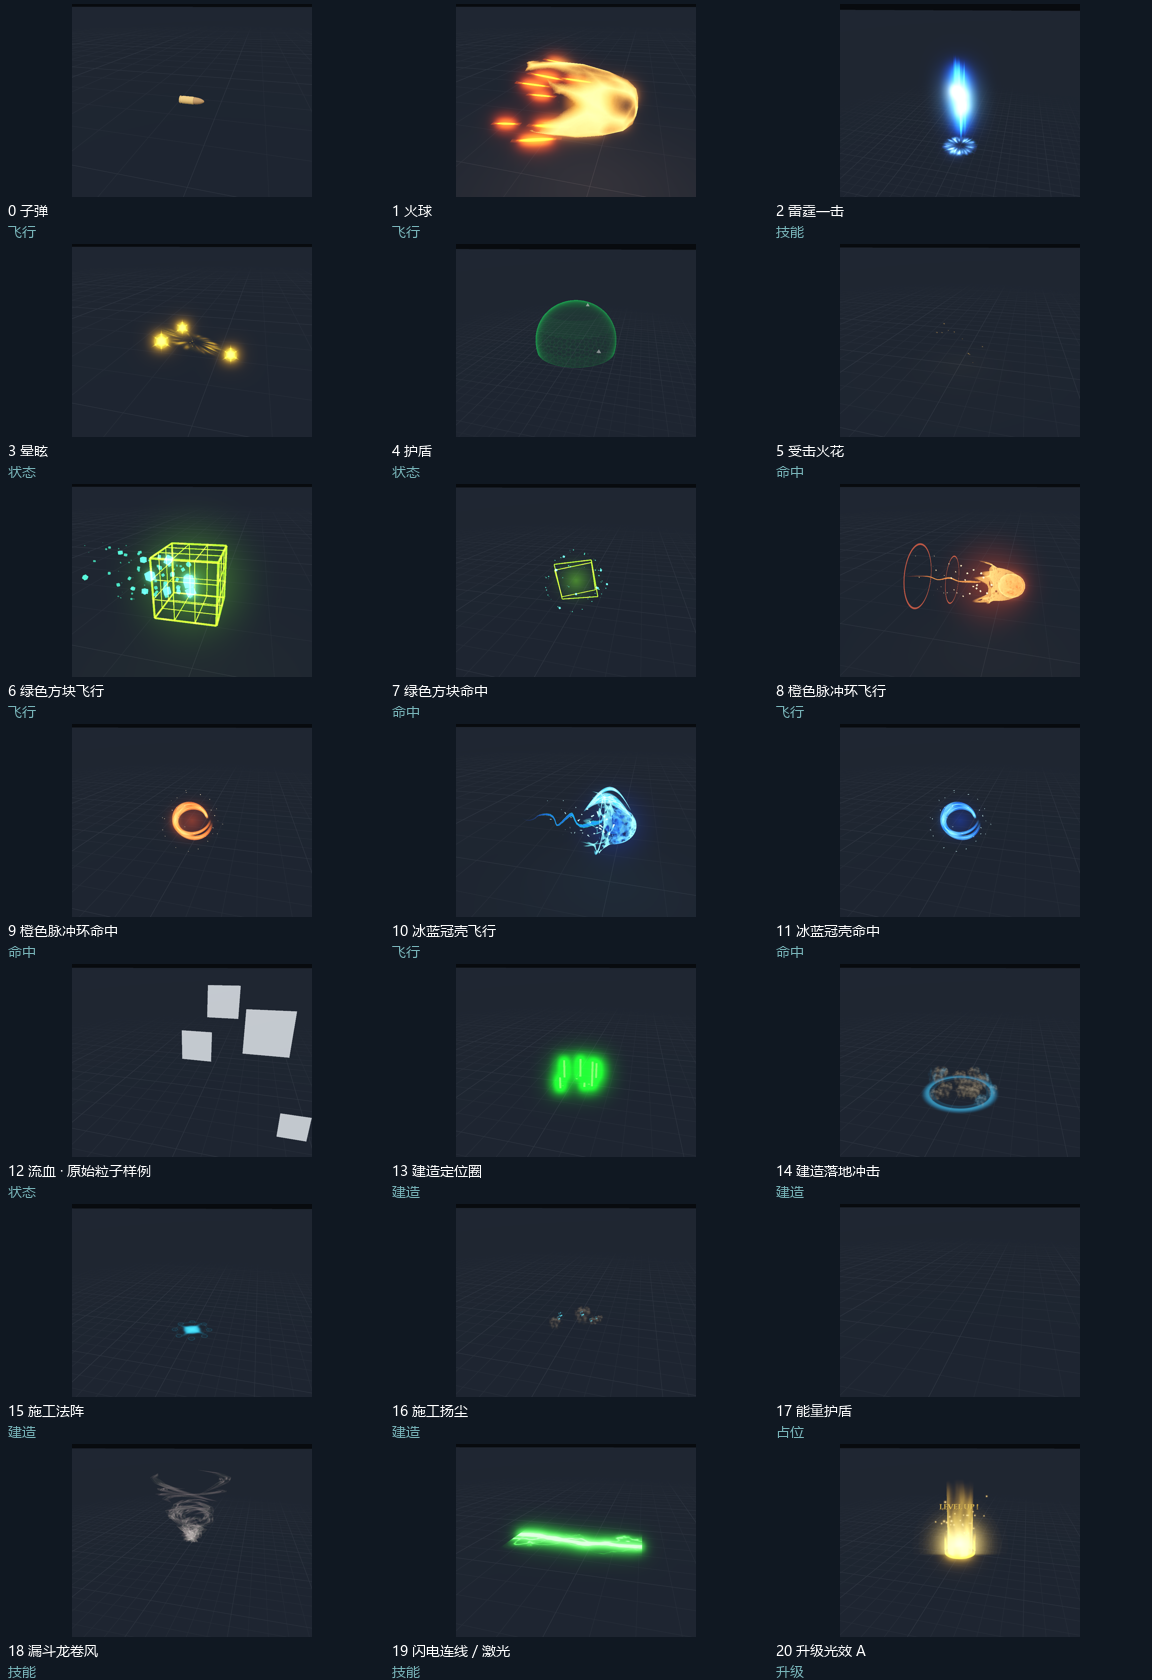 0 子弹
飞行
1 火球
飞行
2 雷霆一击
技能
3 晕眩
状态
4 护盾
状态
5 受击火花
命中
6 绿色方块飞行
飞行
7 绿色方块命中
命中
8 橙色脉冲环飞行
飞行
9 橙色脉冲环命中
命中
10 冰蓝冠壳飞行
飞行
11 冰蓝冠壳命中
命中
12 流血 · 原始粒子样例
状态
13 建造定位圈
建造
14 建造落地冲击
建造
15 施工法阵
建造
16 施工扬尘
建造
17 能量护盾
占位
18 漏斗龙卷风
技能
19 闪电连线 / 激光
技能
LEVEL UP !
20 升级光效 A
升级